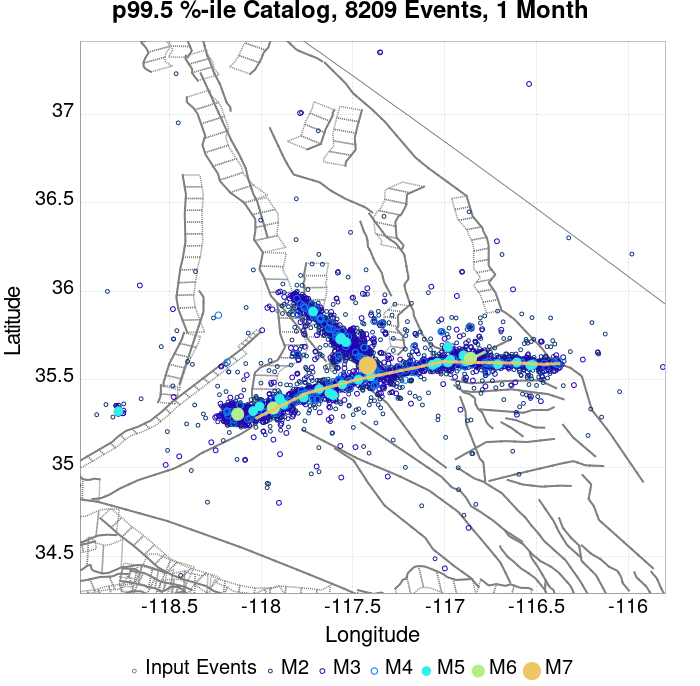 p99.5 %-ile Catalog, 8209 Events, 1 Month
37
36.5
36
35.5
35
34.5
Latitude
-118.5 -118 -117.5 -117 -116.5 -116
Longitude
Input Events M2 M3 M4 M5 M6 M7